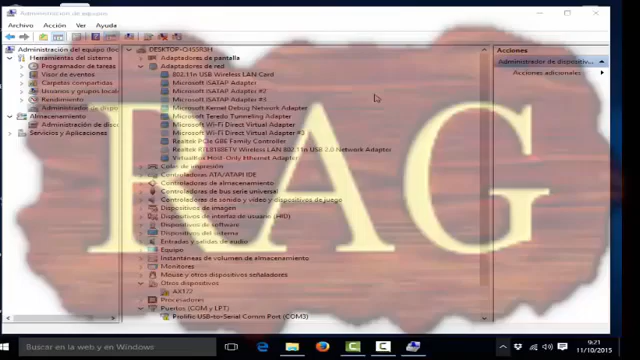 Administración de equipos
Archivo Acción Ver Ayuda
Administración del equipo (loc
Herramientas del sistema
Programador de tareas
Visor de eventos
Carpetas compartidas
Usuarios y grupos local
Rendimiento
Administrador de dispo
Almacenamiento
Administración de disc
Servicios y Aplicaciones
Adaptadores de pantalla
Adaptadores de red
802.11n USB Wireless LAN Card
Microsoft ISATAP Adapter
Microsoft ISATAP Adapter #2
Microsoft ISATAP Adapter #3
Microsoft Kernel Debug Network Adapter
Microsoft Teredo Tunneling Adapter
Microsoft Wi-Fi Direct Virtual Adapter
Microsoft Wi-Fi Direct Virtual Adapter #3
Realtek PCIe GBE Family Controller
Realtek RTL8188ETV Wireless LAN 802.11n USB 2.0 Network Adapter
VirtualBox Host-Only Ethernet Adapter
Colas de impresión
Controladoras ATA/ATAPI IDE
Controladoras de almacenamiento
Controladoras de bus serie universal
Controladoras de sonido y vídeo y dispositivos de juego
Dispositivos de imagen
Dispositivos de interfaz de usuario (HID)
Dispositivos de software
Dispositivos del sistema
Entradas y salidas de audio
Equipo
Instantáneas de volumen de almacenamiento
Monitores
Mouse y otros dispositivos señaladores
Otros dispositivos
AX172
Procesadores
Puertos (COM y LPT)
Prolific USB-to-Serial Comm Port (COM3)
Acciones
Administrador de dispositiv...
Acciones adicionales
RAG
Buscar en la web y en Windows
9:21
11/10/2015